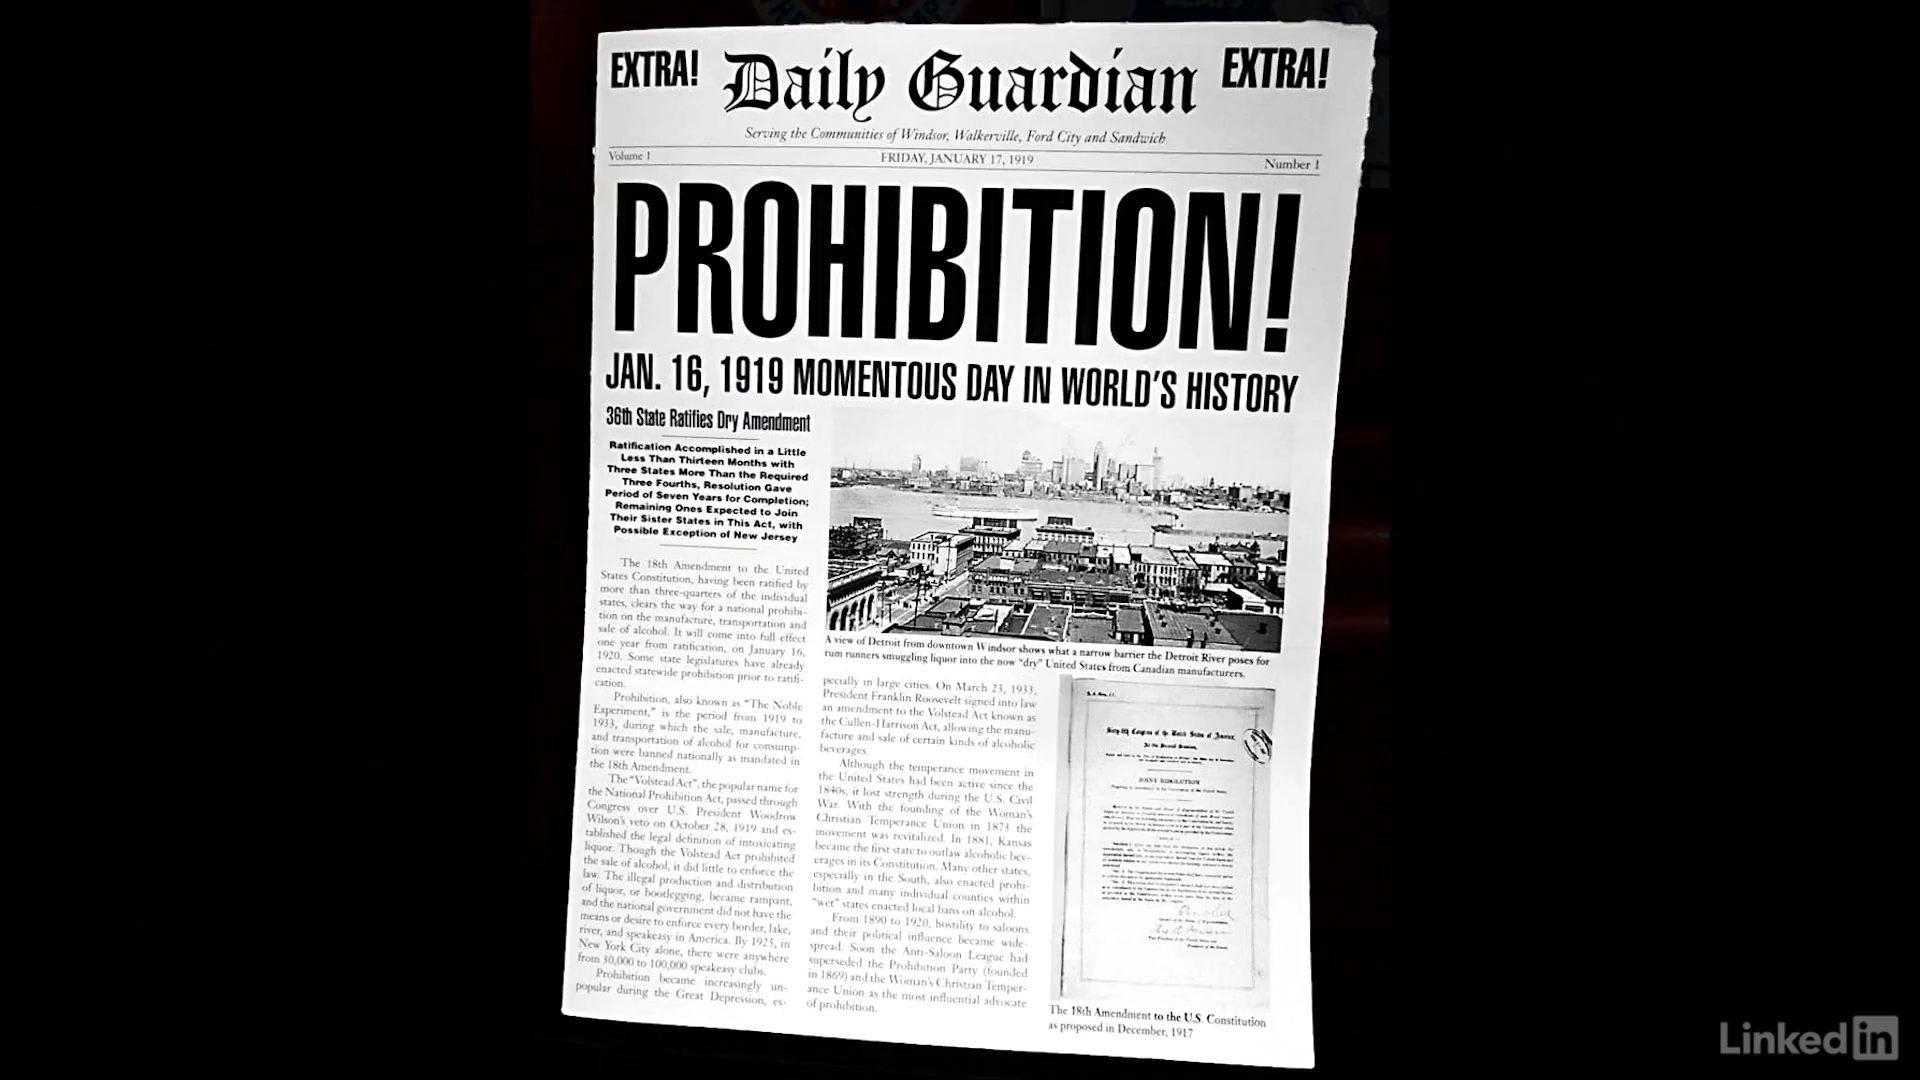 EXTRA!
Daily Guardian
EXTRA!
Serving the Communities of Windsor, Walkerville, Ford City and Sandwich
Volume 1
FRIDAY, JANUARY 17, 1919
Number 1
PROHIBITION!
JAN. 16, 1919 MOMENTOUS DAY IN WORLD'S HISTORY
36th State Ratifies Dry Amendment
Ratification Accomplished in a Little
Less Than Thirteen Months with
Three States More Than the Required
Three Fourths, Resolution Gave
Period of Seven Years for Completion;
Remaining Ones Expected to Join
Their Sister States in This Act, with
Possible Exception of New Jersey
The 18th Amendment to the United
States Constitution, having been ratified by
more than three-quarters of the individual
states, clears the way for a national prohibi-
tion on the manufacture, transportation and
sale of alcohol. It will come into full effect
one year from ratification, on January 16,
1920. Some state legislatures have already
enacted statewide prohibition prior to ratifi-
cation.
Prohibition, also known as "The Noble
Experiment," is the period from 1919 to
1933, during which the sale, manufacture,
and transportation of alcohol for consump-
tion were banned nationally as mandated in
the 18th Amendment.
The "Volstead Act", the popular name for
the National Prohibition Act, passed through
Congress over U.S. President Woodrow
Wilson's veto on October 28, 1919 and es-
tablished the legal definition of intoxicating
liquor. Though the Volstead Act prohibited
the sale of alcohol, it did little to enforce the
law. The illegal production and distribution
of liquor, or bootlegging, became rampant,
and the national government did not have the
means or desire to enforce every border, lake,
river, and speakeasy in America. By 1925, in
New York City alone, there were anywhere
from 30,000 to 100,000 speakeasy clubs.
Prohibition became increasingly un-
popular during the Great Depression, es-
A view of Detroit from downtown Windsor shows what a narrow barrier the Detroit River poses for
rum runners smuggling liquor into the now "dry" United States from Canadian manufacturers.
pecially in large cities. On March 23, 1933,
President Franklin Roosevelt signed into law
an amendment to the Volstead Act known as
the Cullen-Harrison Act, allowing the manu-
facture and sale of certain kinds of alcoholic
beverages.
Although the temperance movement in
the United States had been active since the
1840s, it lost strength during the U.S. Civil
War. With the founding of the Woman's
Christian Temperance Union in 1873 the
movement was revitalized. In 1881, Kansas
became the first state to outlaw alcoholic bev-
erages in its Constitution. Many other states,
especially in the South, also enacted prohi-
bition and many individual counties within
"wet" states enacted local bans on alcohol.
From 1890 to 1920, hostility to saloons
and their political influence became wide-
spread. Soon the Anti-Saloon League had
superseded the Prohibition Party (founded
in 1869) and the Woman's Christian Temper-
ance Union as the most influential advocate
of prohibition.
Sixty-fifth Congress of the United States of America;
At the Second Session,
JOINT RESOLUTION
The 18th Amendment to the U.S. Constitution
as proposed in December, 1917
LinkedIn